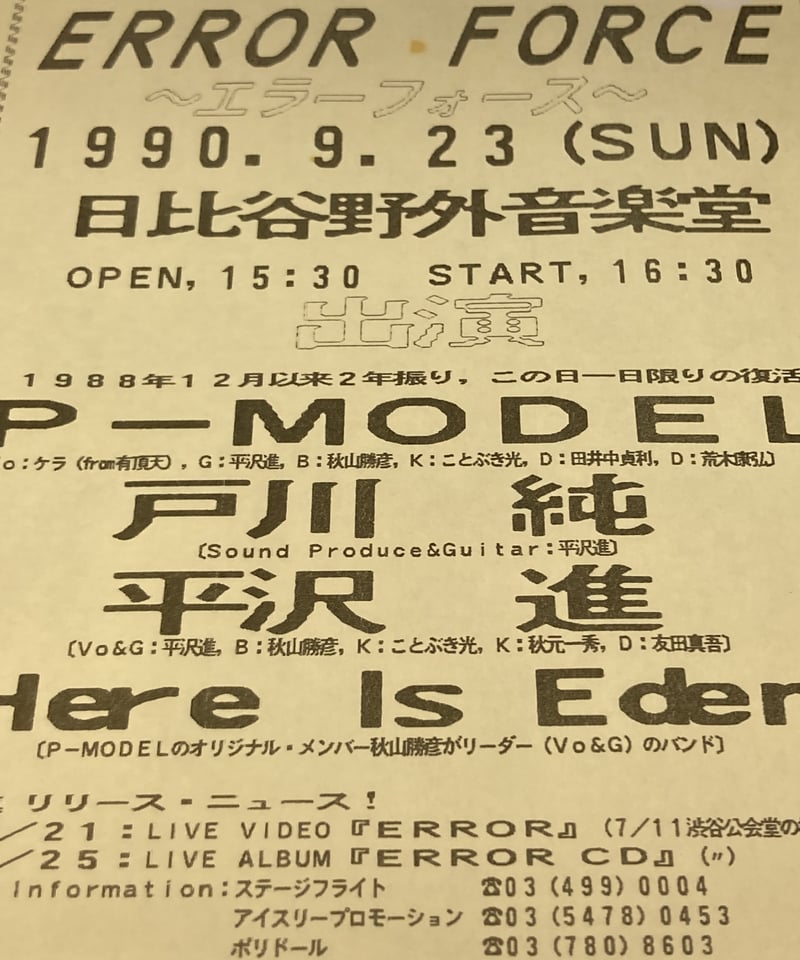 ERROR FORCE
〜エラーフォース〜
1990. 9. 23 (SUN)
日比谷野外音楽堂
OPEN, 15:30 START, 16:30
出演
1988年12月以来2年振り，この日一日限りの復活
P－MODEL
o：ケラ（from有頂天），G：平沢進，B：秋山勝彦，K：ことぶき光，D：田井中貞利，D：荒木康弘〕
戸川 純
〔Sound Produce&Guitar：平沢進〕
平沢 進
〔Vo&G：平沢進，B：秋山勝彦，K：ことぶき光，K：秋元一秀，D：友田真吾〕
Here Is Eden
〔P－MODELのオリジナル・メンバー秋山勝彦がリーダー（Vo&G）のバンド〕
リリース・ニュース！
／21：LIVE VIDEO『ERROR』（7／11渋谷公会堂の
／25：LIVE ALBUM『ERROR CD』（〃）
Information：ステージフライト ☎03（499）0004
アイスリープロモーション ☎03（5478）0453
ポリドール ☎03（780）8603